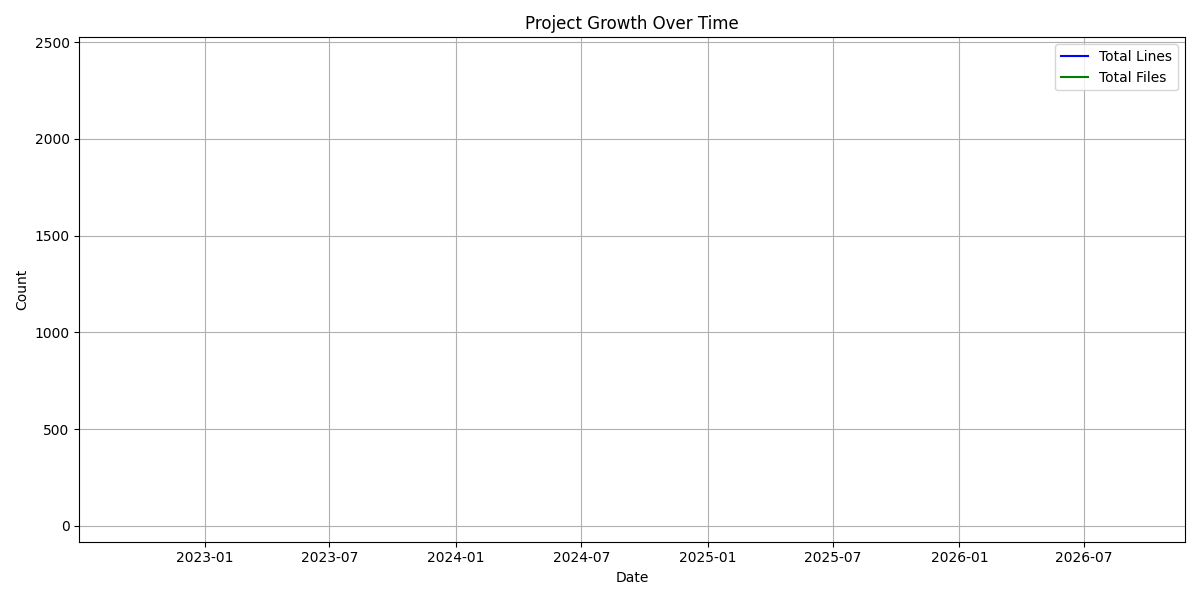 Project Growth Over Time
Total Lines
Total Files
2500
2000
1500
1000
500
0
Count
2023-01
2023-07
2024-01
2024-07
2025-01
2025-07
2026-01
2026-07
Date